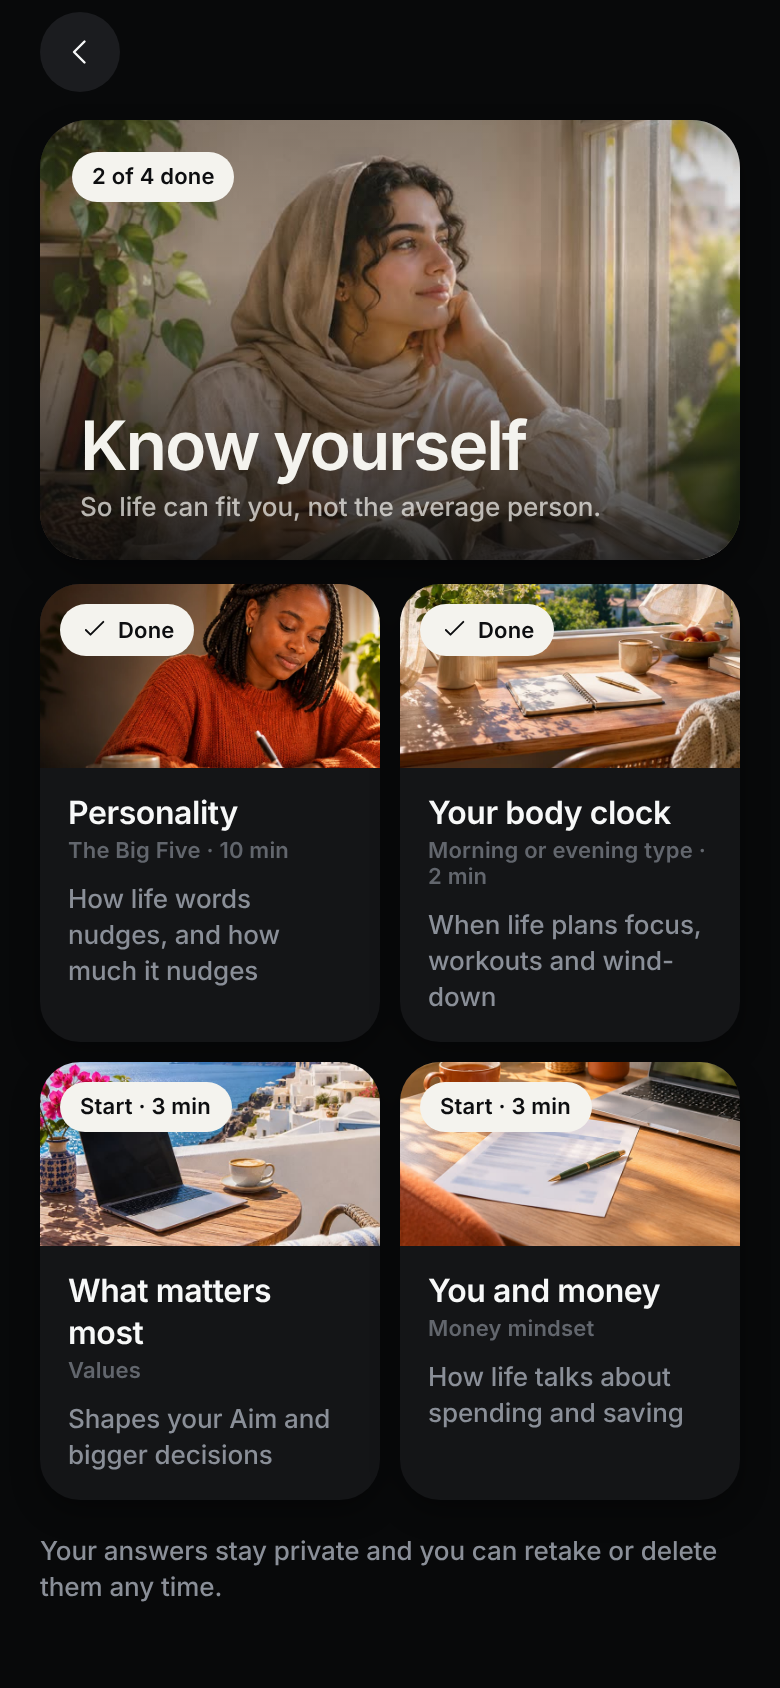 2 of 4 done
Know yourself
So life can fit you, not the average person.
Done
Personality
The Big Five · 10 min
How life words
nudges, and how
much it nudges
Done
Your body clock
Morning or evening type ·
2 min
When life plans focus,
workouts and wind-
down
Start · 3 min
What matters
most
Values
Shapes your Aim and
bigger decisions
Start · 3 min
You and money
Money mindset
How life talks about
spending and saving
Your answers stay private and you can retake or delete
them any time.